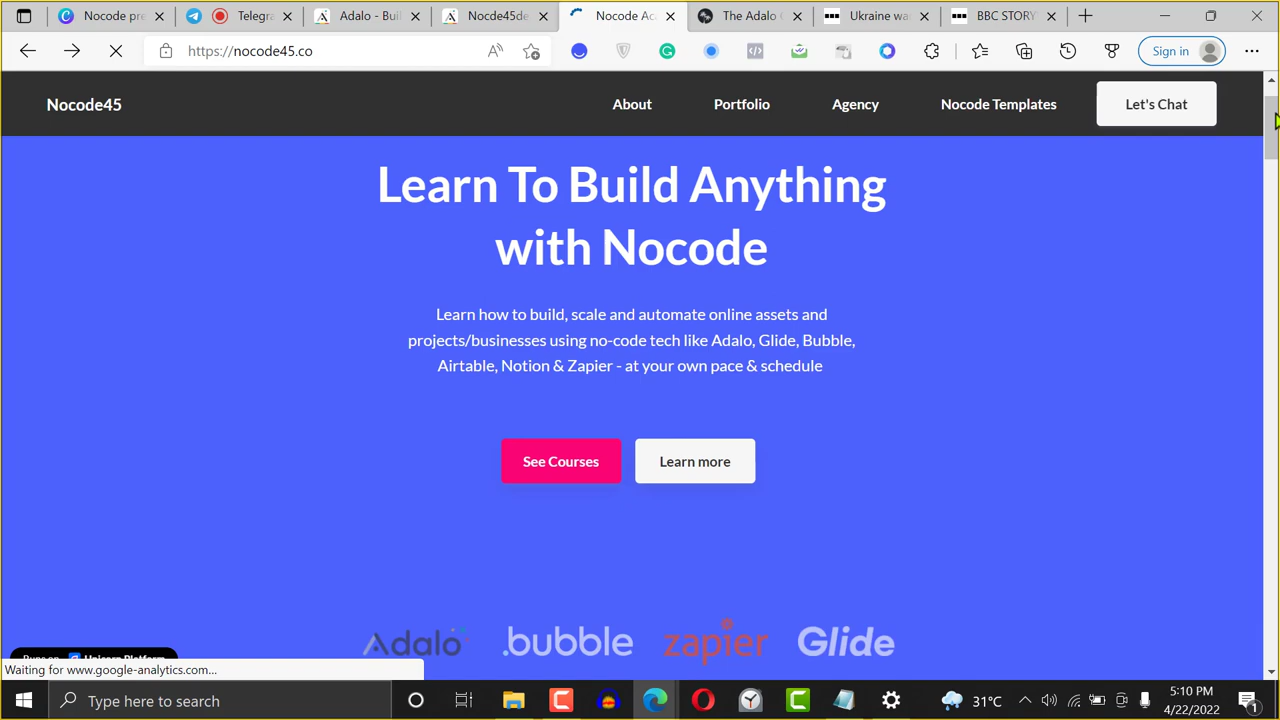 Nocode pre
Telegra
Adalo - Buil
Nocde45de
Nocode Ac
The Adalo
Ukraine wa
BBC STORY
https://nocode45.co
Sign in
Nocode45
About
Portfolio
Agency
Nocode Templates
Let's Chat
Learn To Build Anything
with Nocode
Learn how to build, scale and automate online assets and
projects/businesses using no-code tech like Adalo, Glide, Bubble,
Airtable, Notion & Zapier - at your own pace & schedule
See Courses
Learn more
Adalo
.bubble
zapier
Glide
Waiting for www.google-analytics.com...
Type here to search
31°C
5:10 PM
4/22/2022